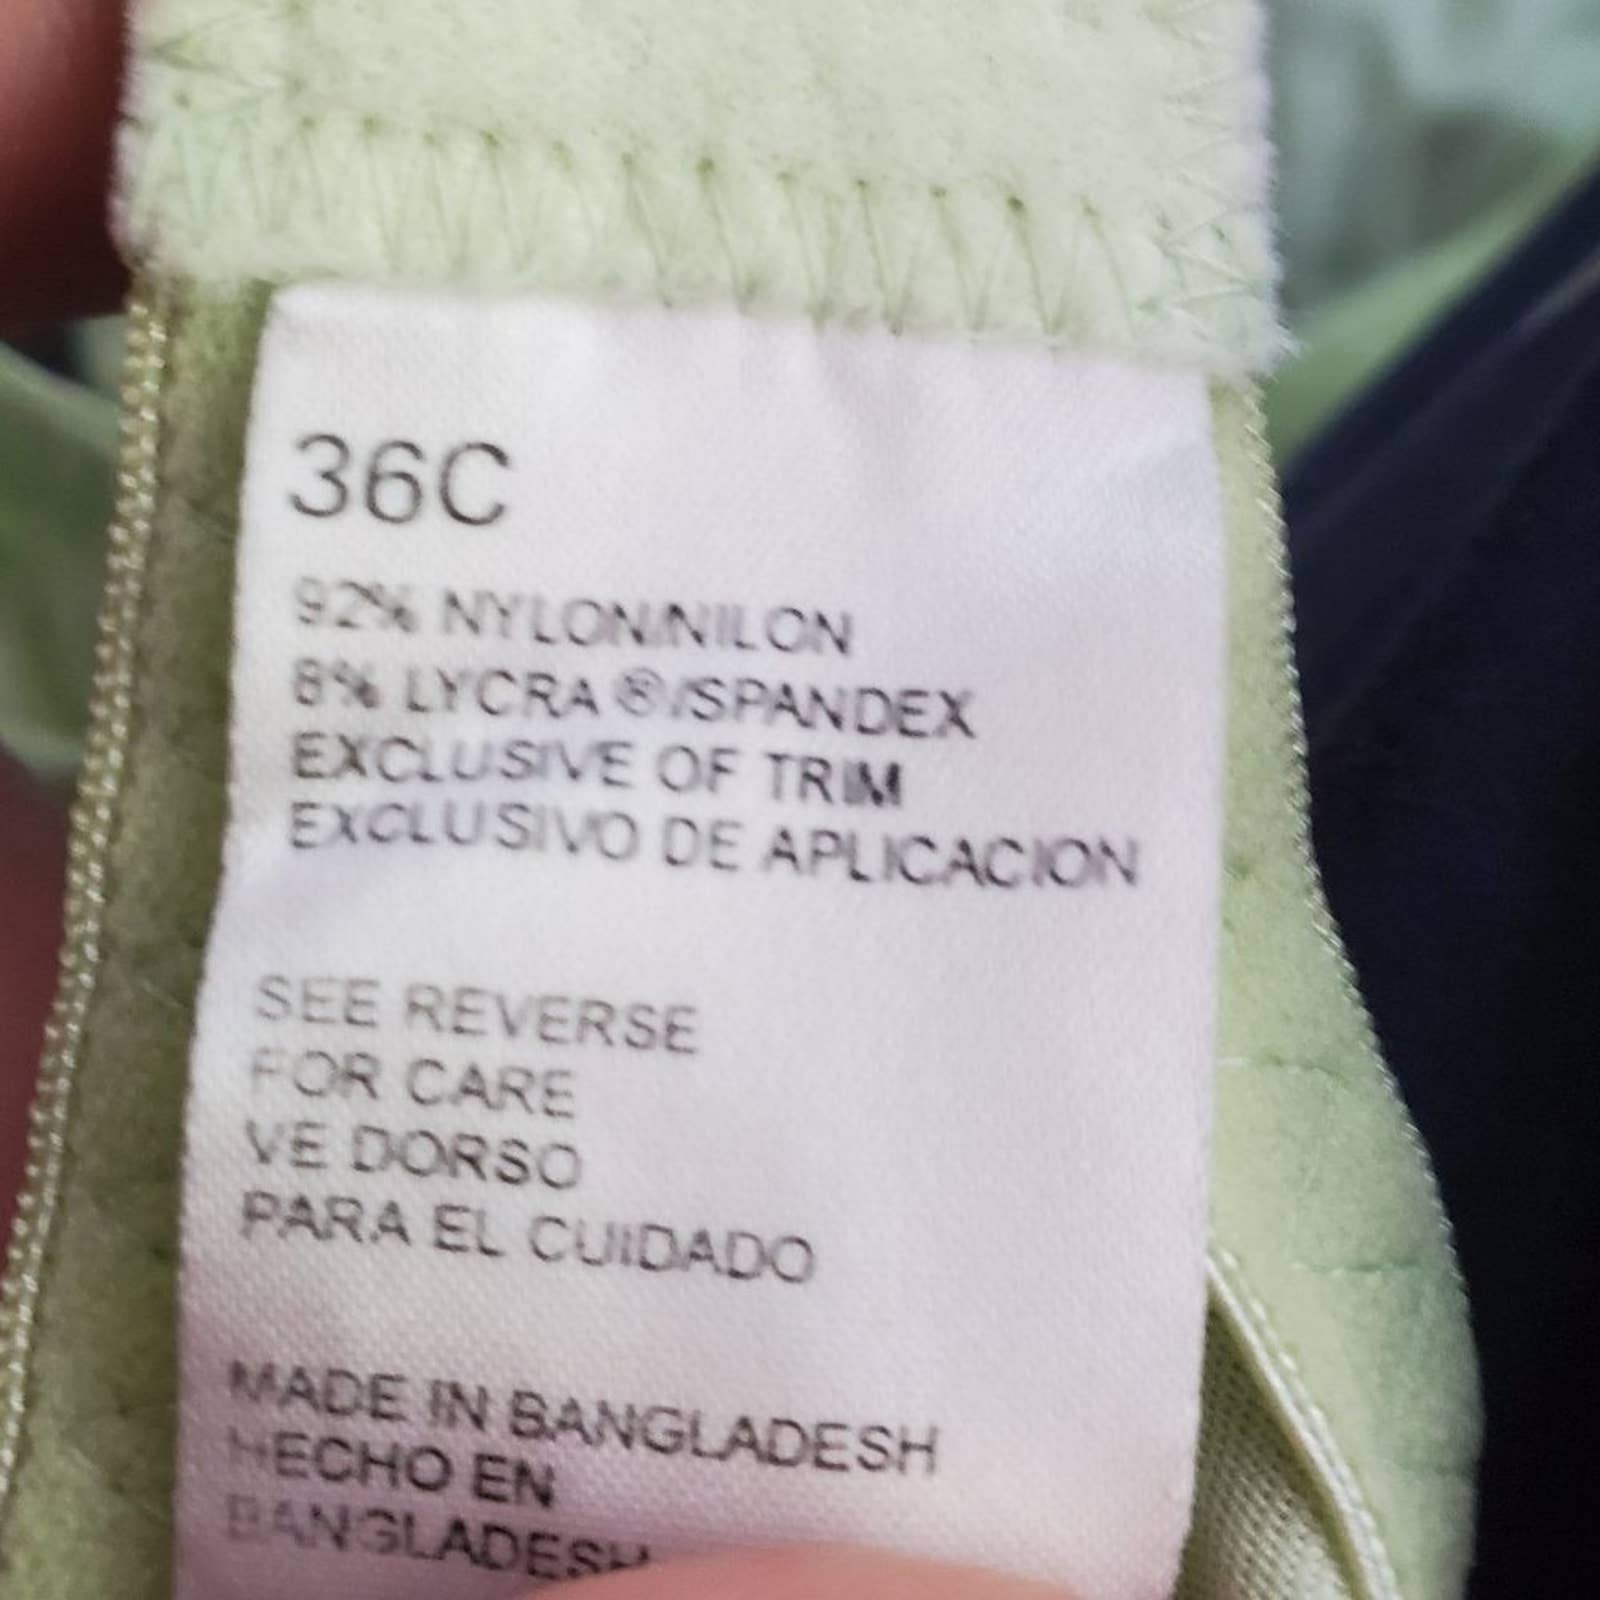 36C
92% NYLON/NILON
8% LYCRA ®/SPANDEX
EXCLUSIVE OF TRIM
EXCLUSIVO DE APLICACION
SEE REVERSE
FOR CARE
VE DORSO
PARA EL CUIDADO
MADE IN BANGLADESH
HECHO EN
BANGLADESH